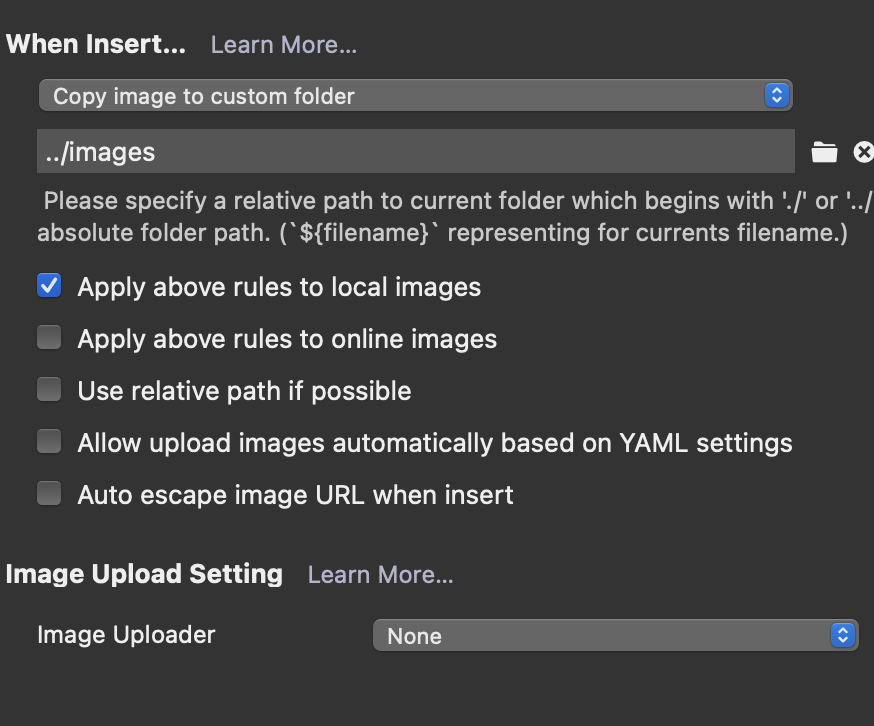 When Insert... Learn More...
Copy image to custom folder
../images
Please specify a relative path to current folder which begins with './' or '../
absolute folder path. (`${filename}` representing for currents filename.)
Apply above rules to local images
Apply above rules to online images
Use relative path if possible
Allow upload images automatically based on YAML settings
Auto escape image URL when insert
Image Upload Setting Learn More...
Image Uploader None